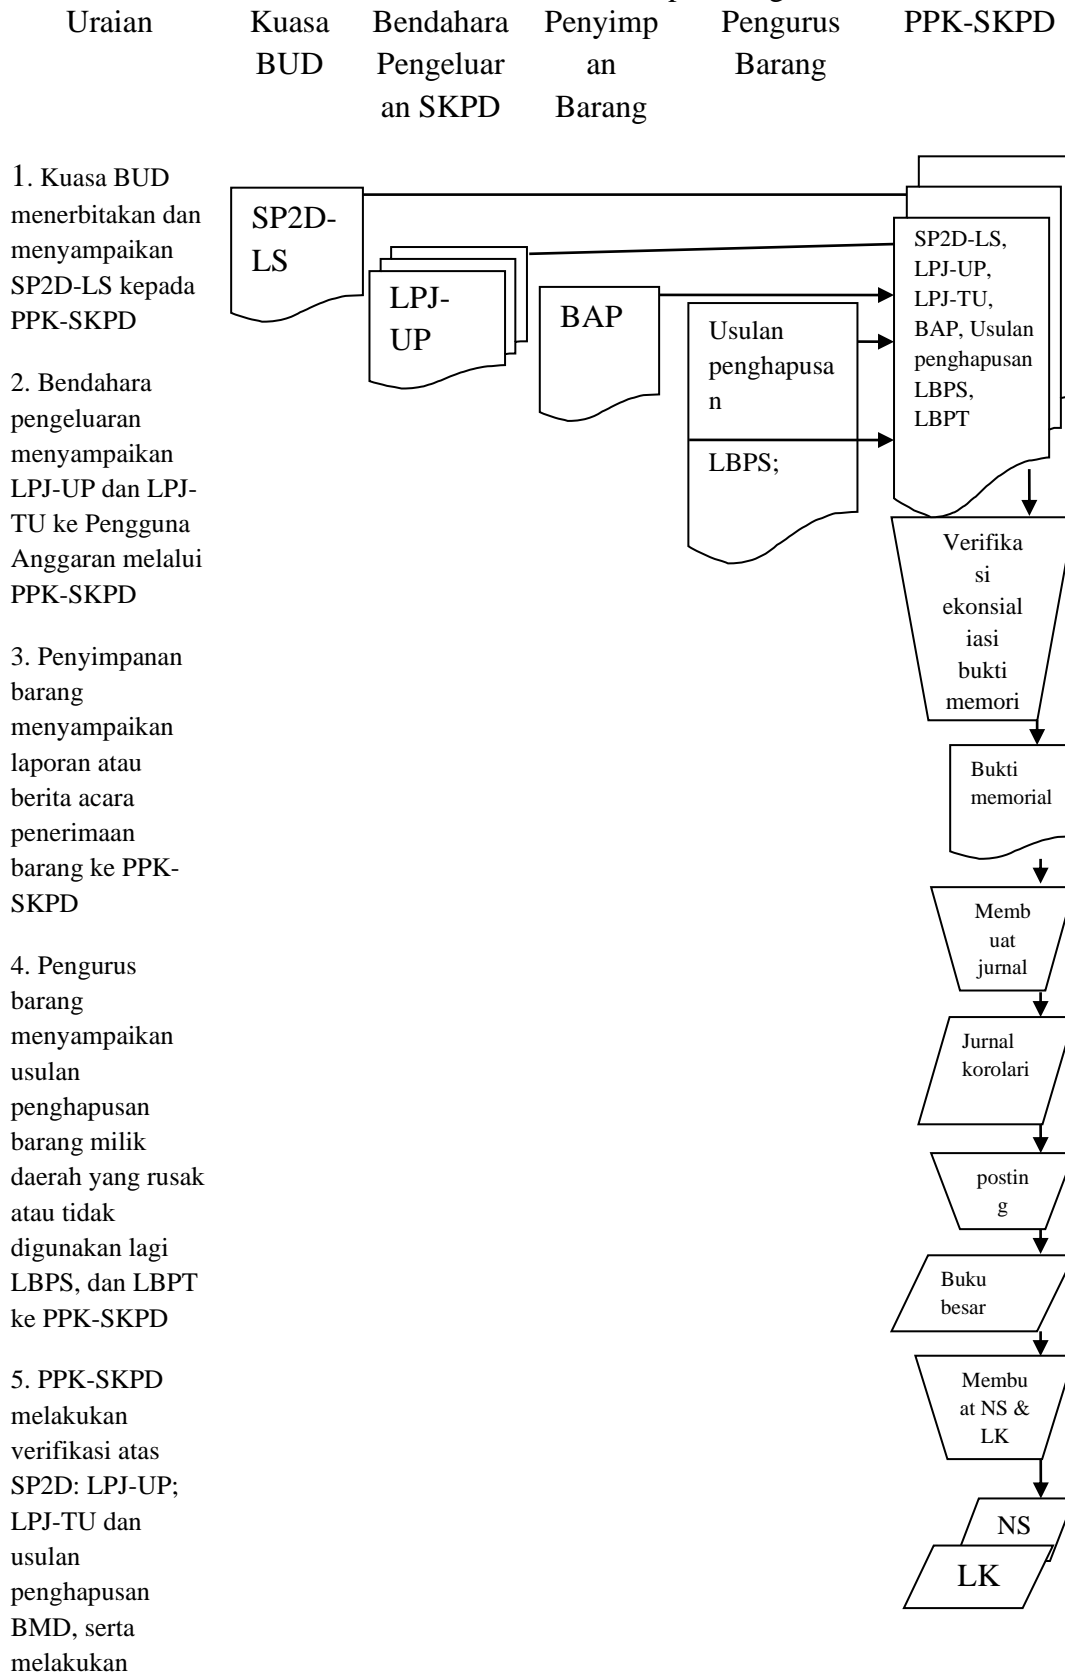 Uraian
Kuasa
BUD
Bendahara
Pengeluar
an SKPD
Penyimp
an
Barang
Pengurus
Barang
PPK-SKPD
1. Kuasa BUD
menerbitakan dan
menyampaikan
SP2D-LS kepada
PPK-SKPD
2. Bendahara
pengeluaran
menyampaikan
LPJ-UP dan LPJ-
TU ke Pengguna
Anggaran melalui
PPK-SKPD
3. Penyimpanan
barang
menyampaikan
laporan atau
berita acara
penerimaan
barang ke PPK-
SKPD
4. Pengurus
barang
menyampaikan
usulan
penghapusan
barang milik
daerah yang rusak
atau tidak
digunakan lagi
LBPS, dan LBPT
ke PPK-SKPD
5. PPK-SKPD
melakukan
verifikasi atas
SP2D: LPJ-UP;
LPJ-TU dan
usulan
penghapusan
BMD, serta
melakukan
SP2D-
LS
LPJ-
UP
BAP
Usulan
penghapusa
n
LBPS;
SP2D-LS,
LPJ-UP,
LPJ-TU,
BAP, Usulan
penghapusan
LBPS,
LBPT
Verifika
si
ekonsial
iasi
bukti
memori
Bukti
memorial
Memb
uat
jurnal
Jurnal
korolari
postin
g
Buku
besar
Membu
at NS &
LK
NS
LK